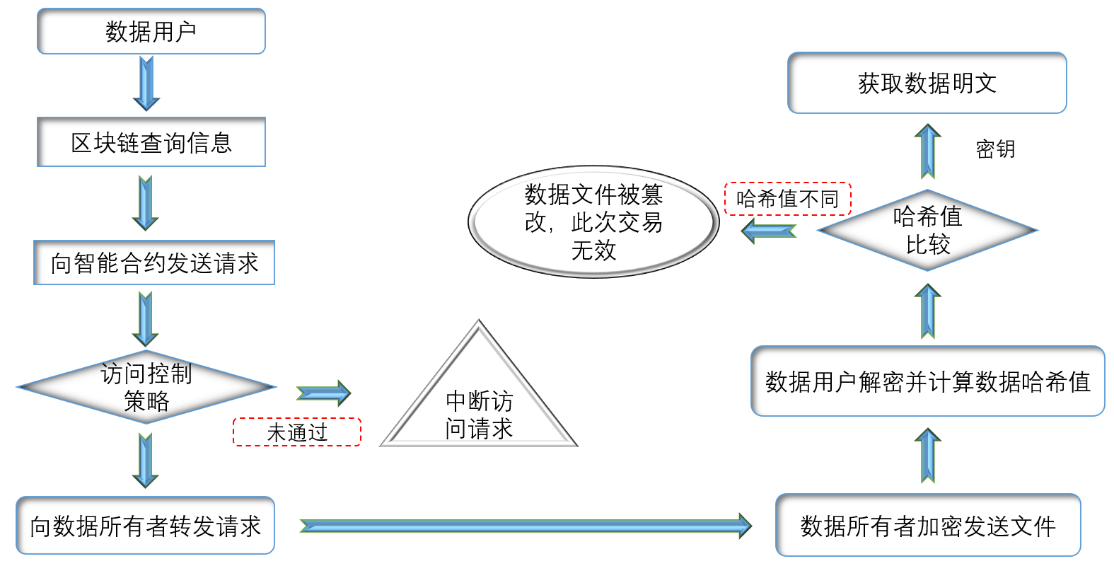 数据用户
区块链查询信息
向智能合约发送请求
访问控制
策略
未通过
中断访
问请求
向数据所有者转发请求
数据所有者加密发送文件
数据用户解密并计算数据哈希值
哈希值
比较
哈希值不同
数据文件被篡
改，此次交易
无效
密钥
获取数据明文